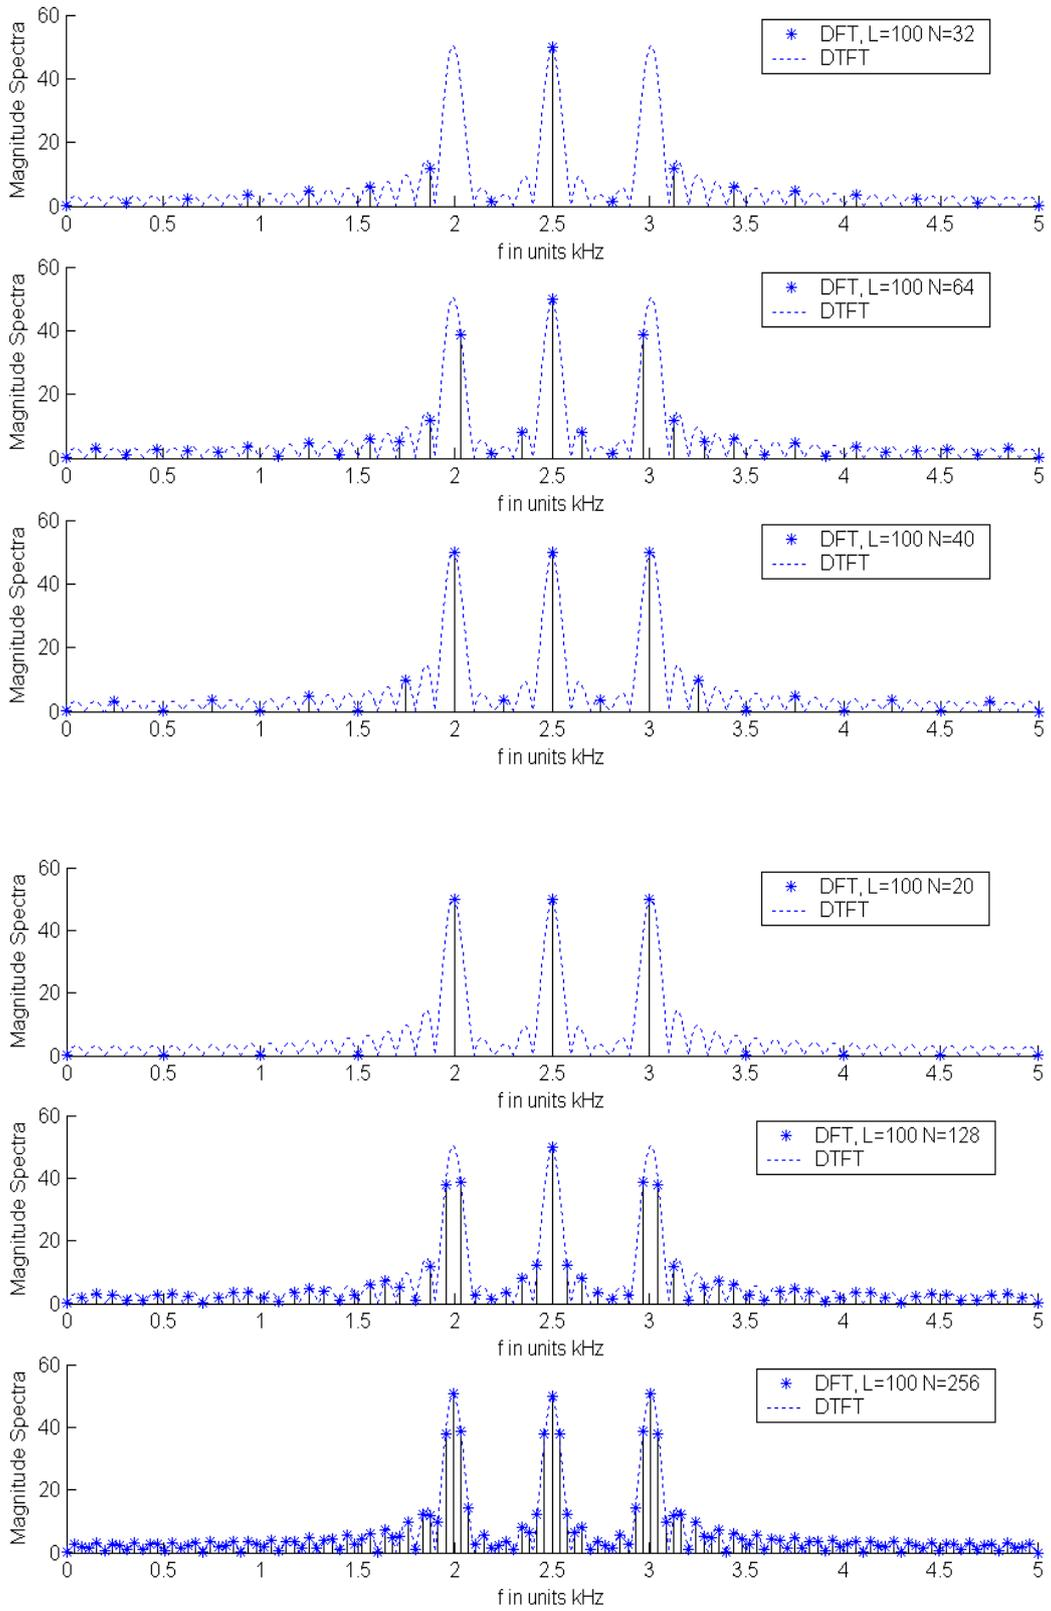 60
40
20
0
Magnitude Spectra
DFT, L=100 N=32
DTFT
0 0.5 1 1.5 2 2.5 3 3.5 4 4.5 5
f in units kHz
60
40
20
0
Magnitude Spectra
DFT, L=100 N=64
DTFT
0 0.5 1 1.5 2 2.5 3 3.5 4 4.5 5
f in units kHz
60
40
20
0
Magnitude Spectra
DFT, L=100 N=40
DTFT
0 0.5 1 1.5 2 2.5 3 3.5 4 4.5 5
f in units kHz
60
40
20
0
Magnitude Spectra
DFT, L=100 N=20
DTFT
0 0.5 1 1.5 2 2.5 3 3.5 4 4.5 5
f in units kHz
60
40
20
0
Magnitude Spectra
DFT, L=100 N=128
DTFT
0 0.5 1 1.5 2 2.5 3 3.5 4 4.5 5
f in units kHz
60
40
20
0
Magnitude Spectra
DFT, L=100 N=256
DTFT
0 0.5 1 1.5 2 2.5 3 3.5 4 4.5 5
f in units kHz